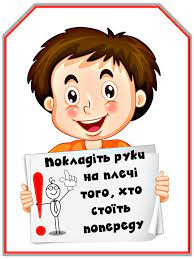 Покладіть руки
на плечі
того, хто
стоїть
попереду